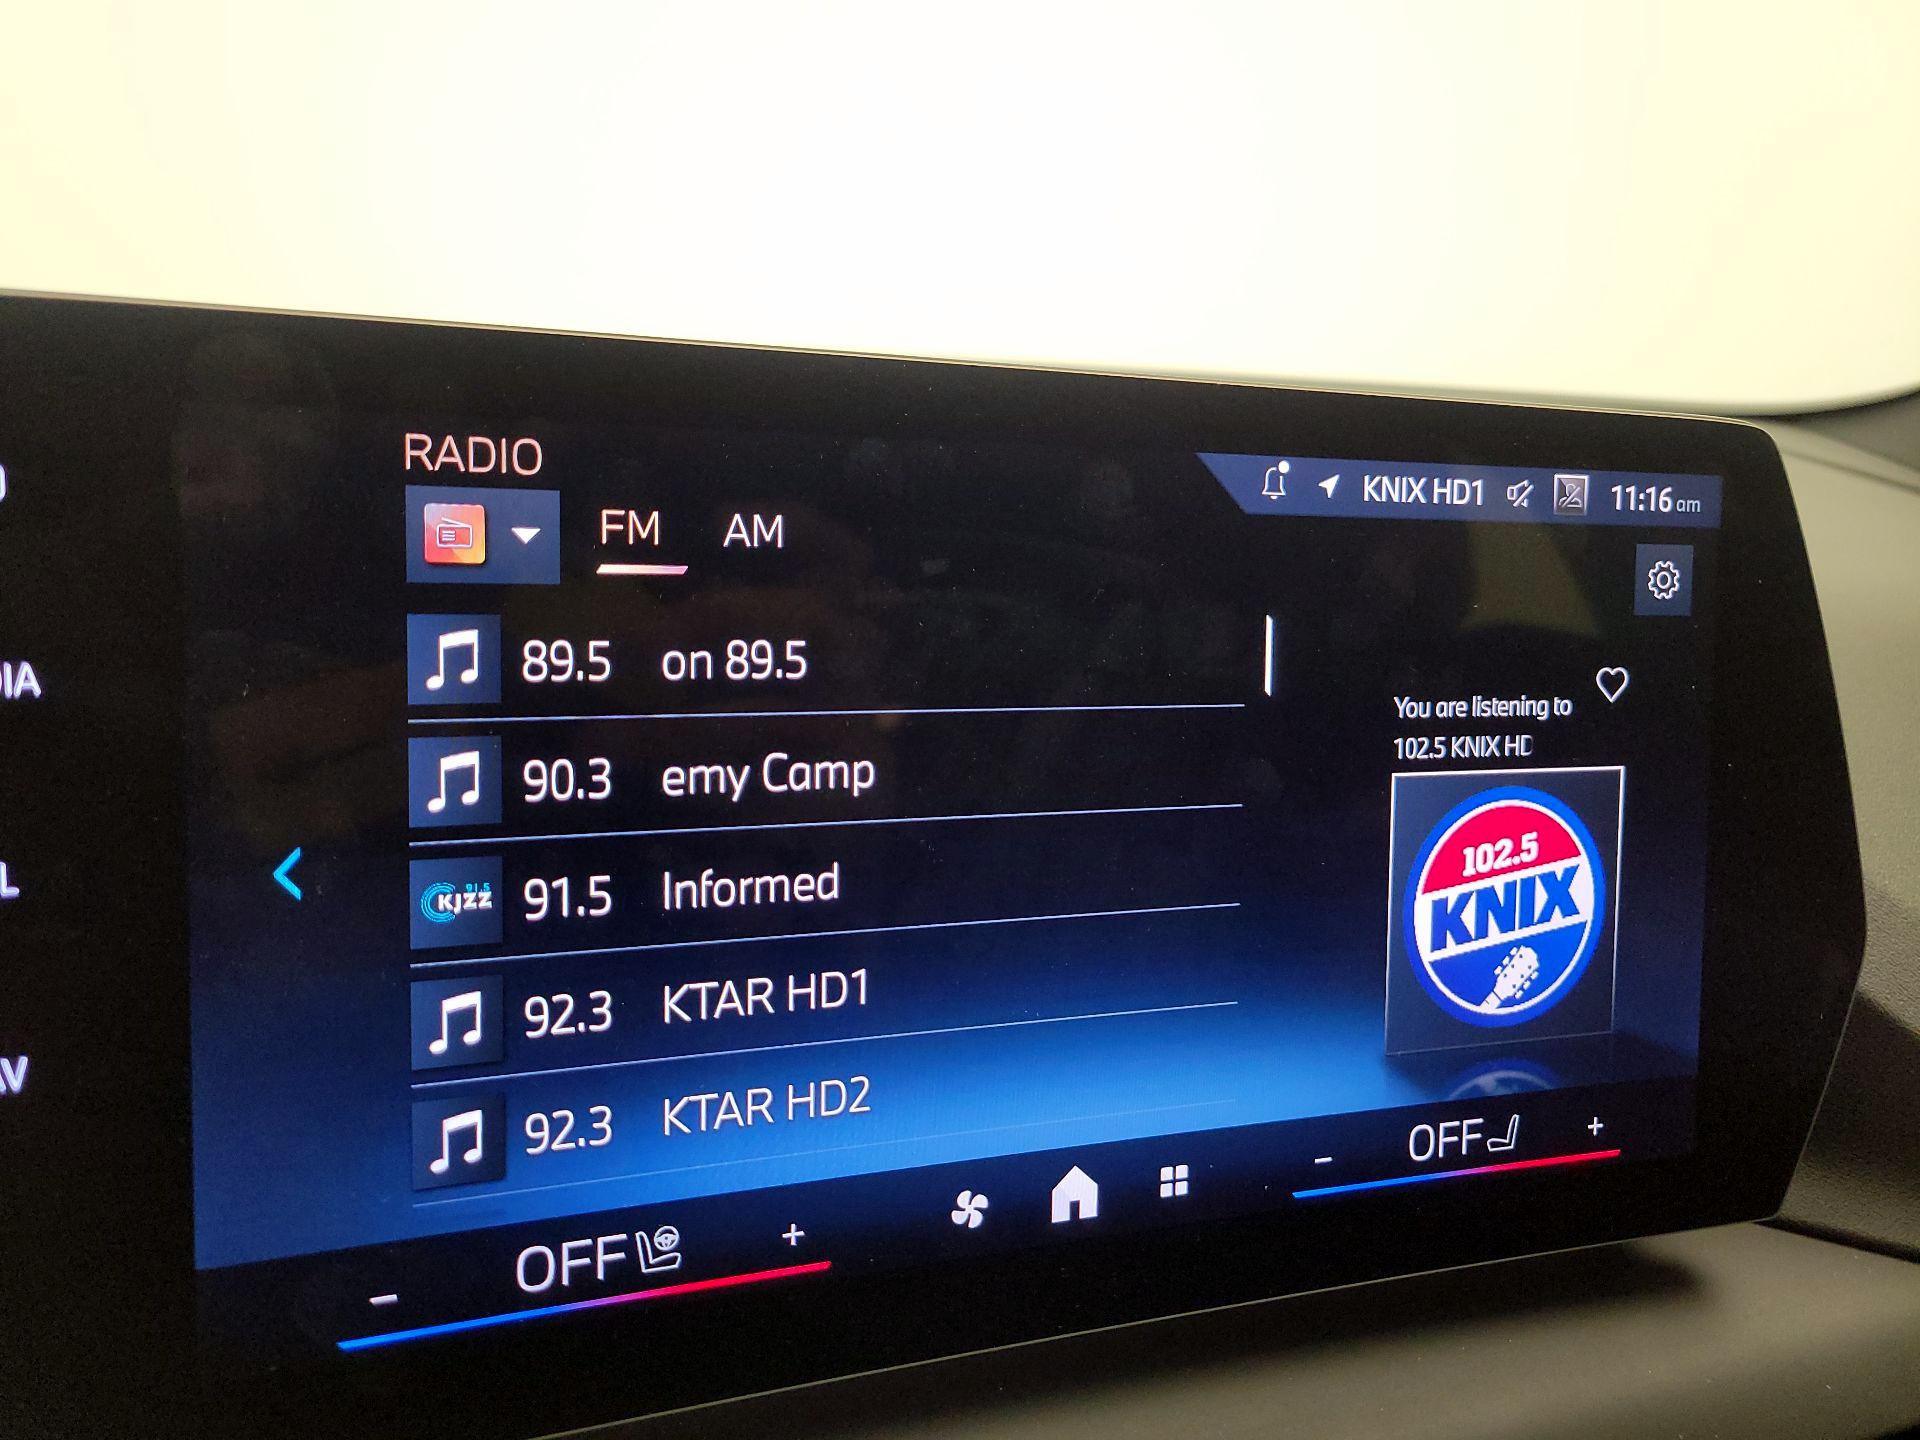 RADIO
FM AM
KNIX HD1 11:16 am
89.5 on 89.5
90.3 emy Camp
91.5 KJZZ 91.5 Informed
92.3 KTAR HD1
92.3 KTAR HD2
You are listening to
102.5 KNIX HD
102.5
KNIX
OFF - +
- OFF +
IA
L
AV